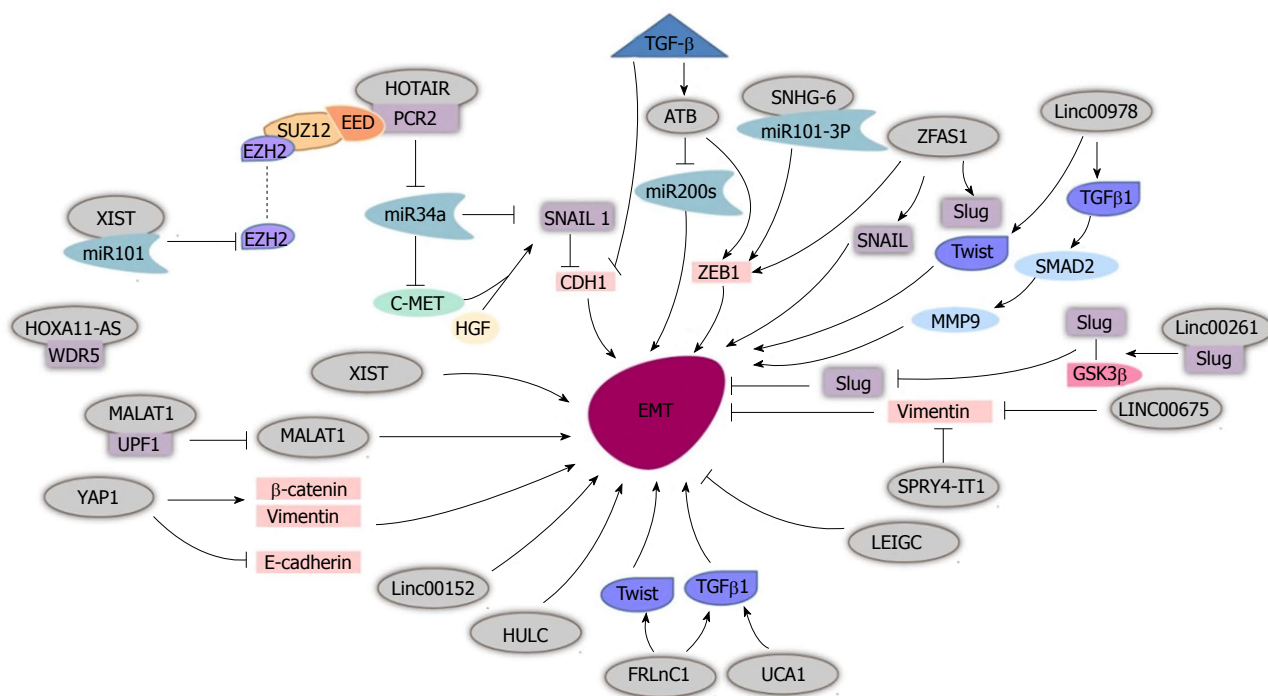 TGF-β
HOTAIR
PCR2
EED
SUZ12
EZH2
EZH2
XIST
miR101
miR34a
C-MET
HGF
SNAIL 1
CDH1
ATB
miR200s
SNHG-6
miR101-3P
ZEB1
ZFAS1
SNAIL
Slug
Linc00978
TGFβ1
Twist
SMAD2
MMP9
Slug
GSK3β
Linc00261
Slug
HOXA11-AS
WDR5
XIST
EMT
Slug
Vimentin
LINC00675
MALAT1
UPF1
MALAT1
YAP1
β-catenin
Vimentin
E-cadherin
SPRY4-IT1
LEIGC
Linc00152
HULC
Twist
TGFβ1
FRLnC1
UCA1